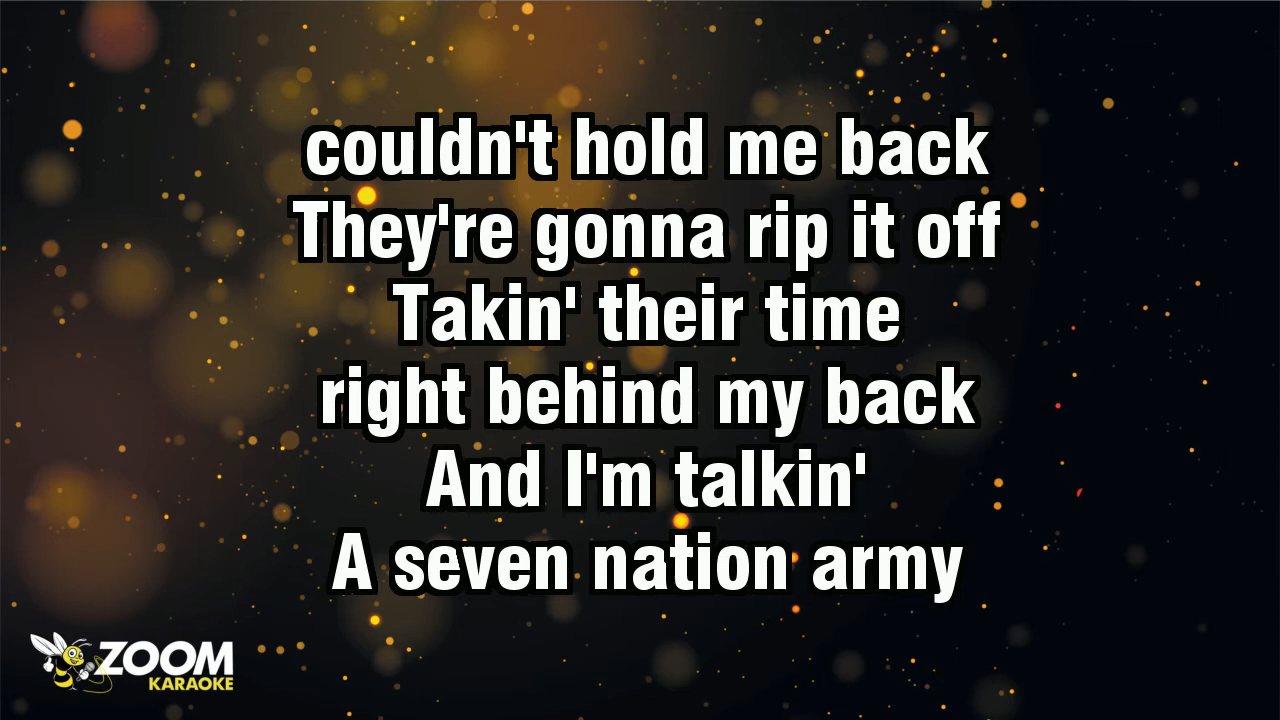 couldn't hold me back
They're gonna rip it off
Takin' their time
right behind my back
And I'm talkin'
A seven nation army
ZOOM
KARAOKE